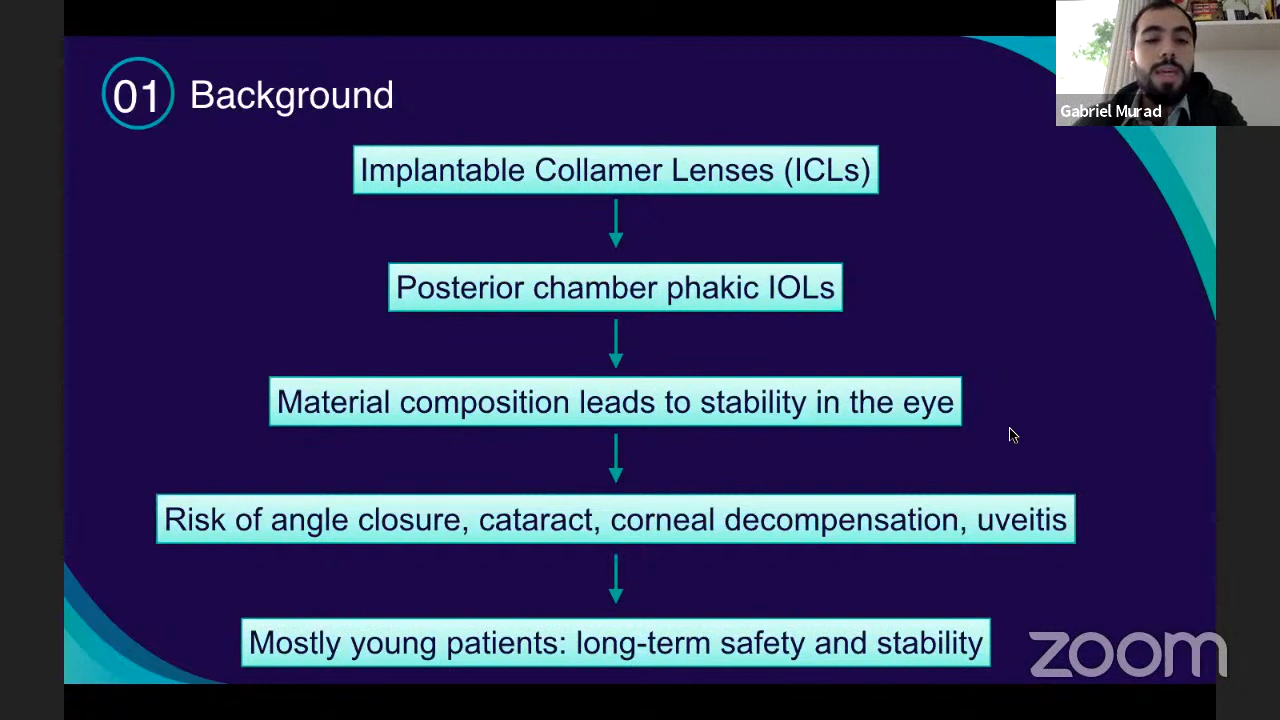 01 Background
Gabriel Murad
Implantable Collamer Lenses (ICLs)
Posterior chamber phakic IOLs
Material composition leads to stability in the eye
Risk of angle closure, cataract, corneal decompensation, uveitis
Mostly young patients: long-term safety and stability
zoom